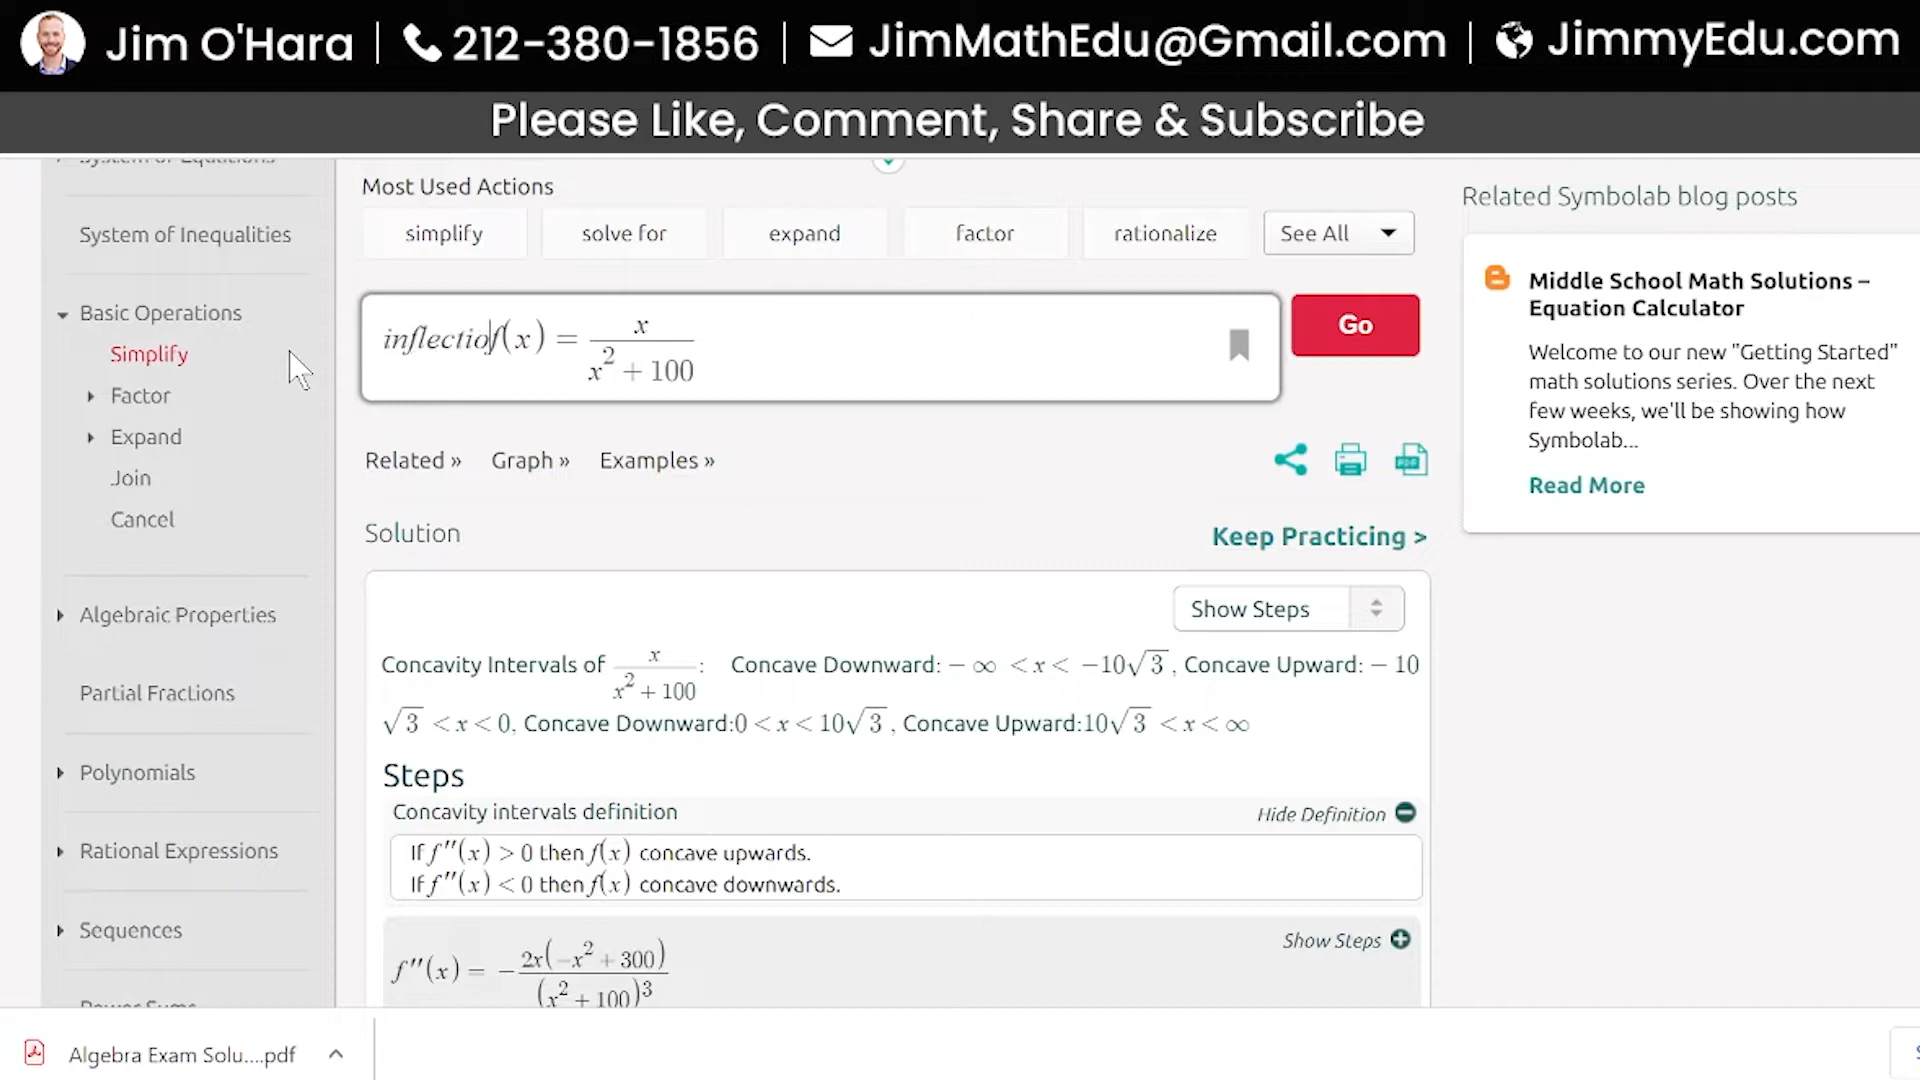 Jim O'Hara | 212-380-1856 | JimMathEdu@Gmail.com | JimmyEdu.com
Please Like, Comment, Share & Subscribe
System of Inequalities
Basic Operations
Simplify
Factor
Expand
Join
Cancel
Algebraic Properties
Partial Fractions
Polynomials
Rational Expressions
Sequences
Most Used Actions
simplify
solve for
expand
factor
rationalize
See All
inflectiof(x) = x / x^2 + 100
Go
Related »
Graph »
Examples »
PDF
Solution
Keep Practicing >
Show Steps
Concavity Intervals of x / x^2 + 100 : Concave Downward: − ∞ < x < −10√3 , Concave Upward: − 10
√3 < x < 0, Concave Downward:0 < x < 10√3 , Concave Upward:10√3 < x < ∞
Steps
Concavity intervals definition
Hide Definition
If f''(x) > 0 then f(x) concave upwards.
If f''(x) < 0 then f(x) concave downwards.
f''(x) = − 2x(−x^2 + 300) / (x^2 + 100)^3
Show Steps
Related Symbolab blog posts
Middle School Math Solutions –
Equation Calculator
Welcome to our new "Getting Started"
math solutions series. Over the next
few weeks, we'll be showing how
Symbolab...
Read More
Algebra Exam Solu....pdf